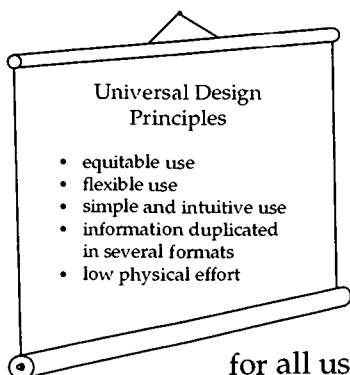 Universal Design
Principles
• equitable use
• flexible use
• simple and intuitive use
• information duplicated
in several formats
• low physical effort
for all us